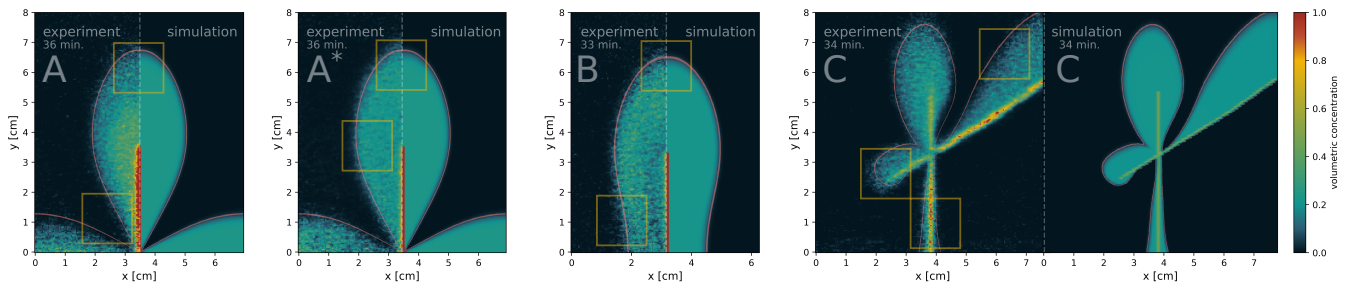 experiment simulation
36 min.
A
y [cm]
8
7
6
5
4
3
2
1
0
0 1 2 3 4 5 6
x [cm]
experiment simulation
36 min.
A*
y [cm]
8
7
6
5
4
3
2
1
0
0 1 2 3 4 5 6
x [cm]
experiment simulation
33 min.
B
y [cm]
8
7
6
5
4
3
2
1
0
0 1 2 3 4 5 6
x [cm]
experiment
34 min.
C
y [cm]
8
7
6
5
4
3
2
1
0
0 1 2 3 4 5 6 7
x [cm]
simulation
34 min.
C
0 1 2 3 4 5 6 7
x [cm]
1.0
0.8
0.6
0.4
0.2
0.0
volumetric concentration